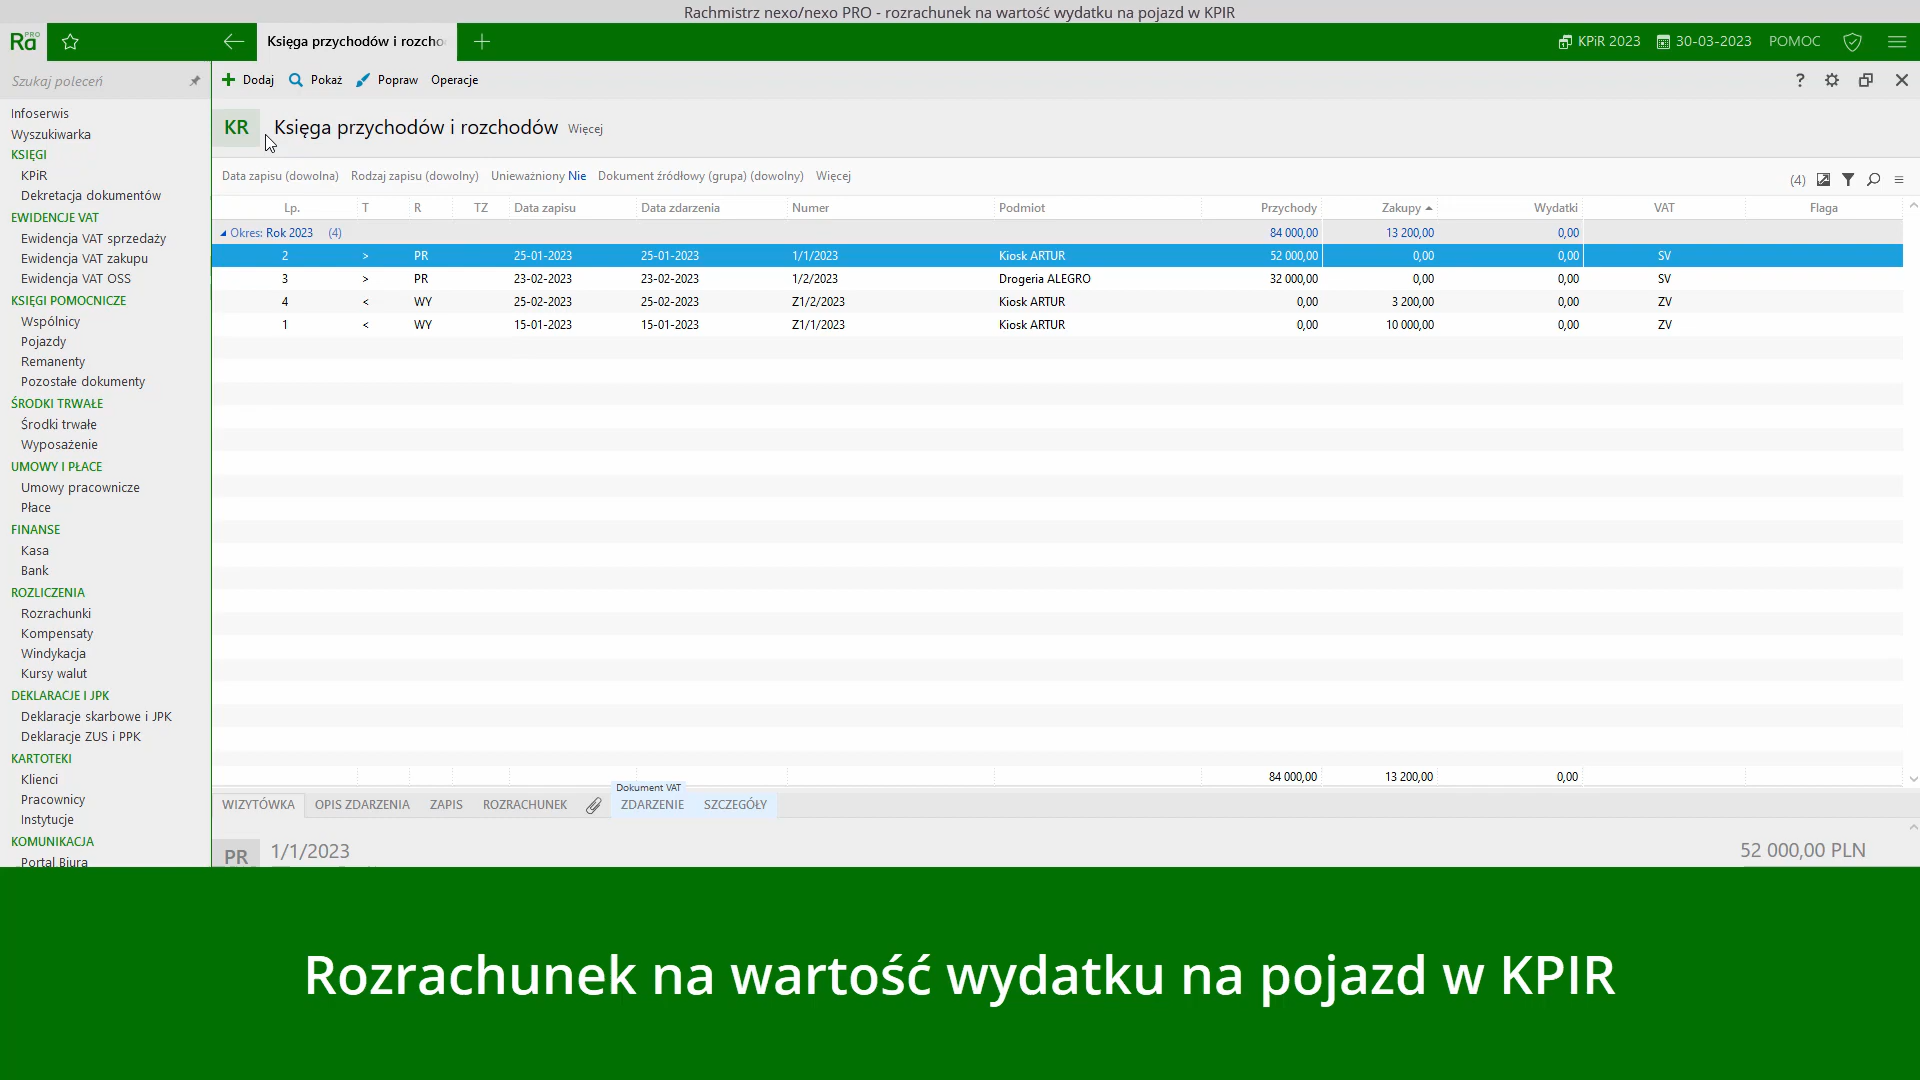 Rachmistrz nexo/nexo PRO - rozrachunek na wartość wydatku na pojazd w KPIR
Ra PRO
Księga przychodów i rozcho
KPiR 2023 30-03-2023 POMOC
Szukaj poleceń
Dodaj Pokaż Popraw Operacje
?
Infoserwis
Wyszukiwarka
KSIĘGI
KPiR
Dekretacja dokumentów
EWIDENCJE VAT
Ewidencja VAT sprzedaży
Ewidencja VAT zakupu
Ewidencja VAT OSS
KSIĘGI POMOCNICZE
Wspólnicy
Pojazdy
Remanenty
Pozostałe dokumenty
ŚRODKI TRWAŁE
Środki trwałe
Wyposażenie
UMOWY I PŁACE
Umowy pracownicze
Płace
FINANSE
Kasa
Bank
ROZLICZENIA
Rozrachunki
Kompensaty
Windykacja
Kursy walut
DEKLARACJE I JPK
Deklaracje skarbowe i JPK
Deklaracje ZUS i PPK
KARTOTEKI
Klienci
Pracownicy
Instytucje
KOMUNIKACJA
Portal Biura
KR Księga przychodów i rozchodów Więcej
Data zapisu (dowolna) Rodzaj zapisu (dowolny) Unieważniony Nie Dokument źródłowy (grupa) (dowolny) Więcej (4)
Lp. T R TZ Data zapisu Data zdarzenia Numer Podmiot Przychody Zakupy Wydatki VAT Flaga
Okres: Rok 2023 (4) 84 000,00 13 200,00 0,00
2 > PR 25-01-2023 25-01-2023 1/1/2023 Kiosk ARTUR 52 000,00 0,00 0,00 SV
3 > PR 23-02-2023 23-02-2023 1/2/2023 Drogeria ALEGRO 32 000,00 0,00 0,00 SV
4 < WY 25-02-2023 25-02-2023 Z1/2/2023 Kiosk ARTUR 0,00 3 200,00 0,00 ZV
1 < WY 15-01-2023 15-01-2023 Z1/1/2023 Kiosk ARTUR 0,00 10 000,00 0,00 ZV
84 000,00 13 200,00 0,00
Dokument VAT
WIZYTÓWKA OPIS ZDARZENIA ZAPIS ROZRACHUNEK ZDARZENIE SZCZEGÓŁY
PR 1/1/2023 52 000,00 PLN
Rozrachunek na wartość wydatku na pojazd w KPIR